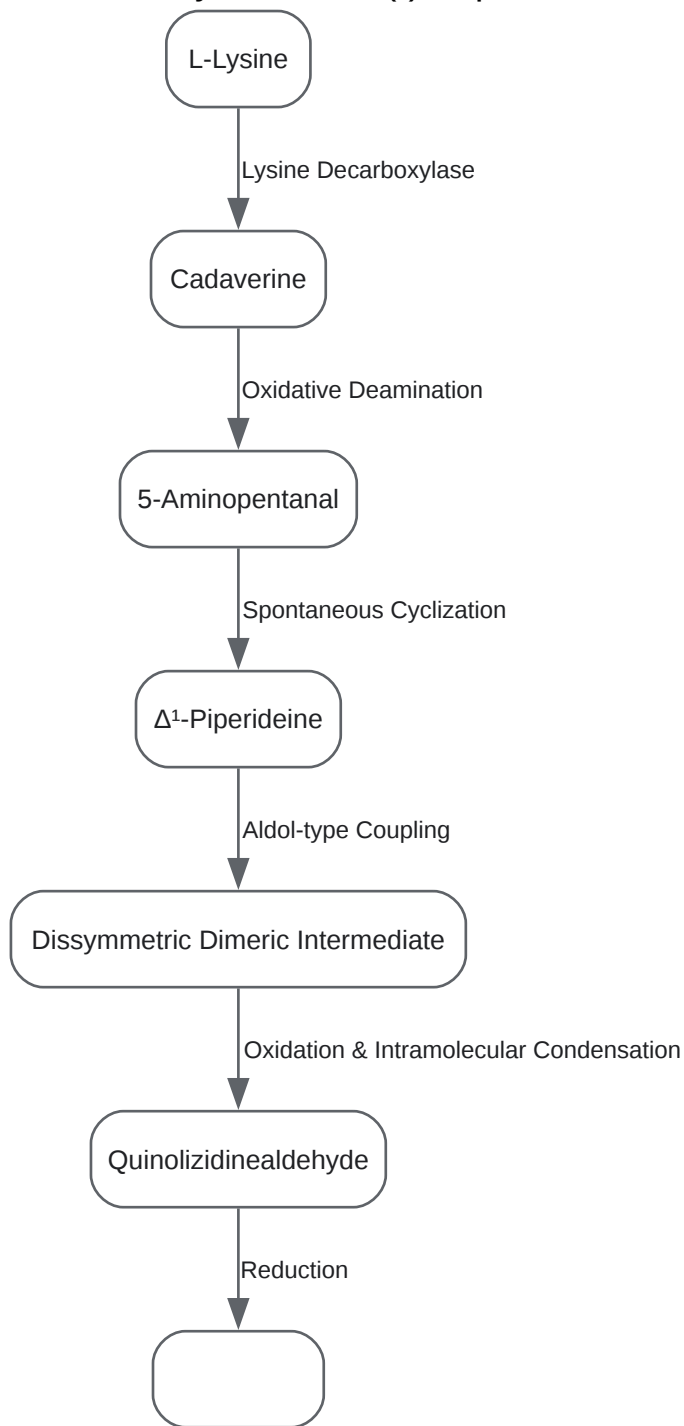 L-Lysine
Lysine Decarboxylase
Cadaverine
Oxidative Deamination
5-Aminopentanal
Spontaneous Cyclization
Δ¹-Piperideine
Aldol-type Coupling
Dissymmetric Dimeric Intermediate
Oxidation & Intramolecular Condensation
Quinolizidinealdehyde
Reduction